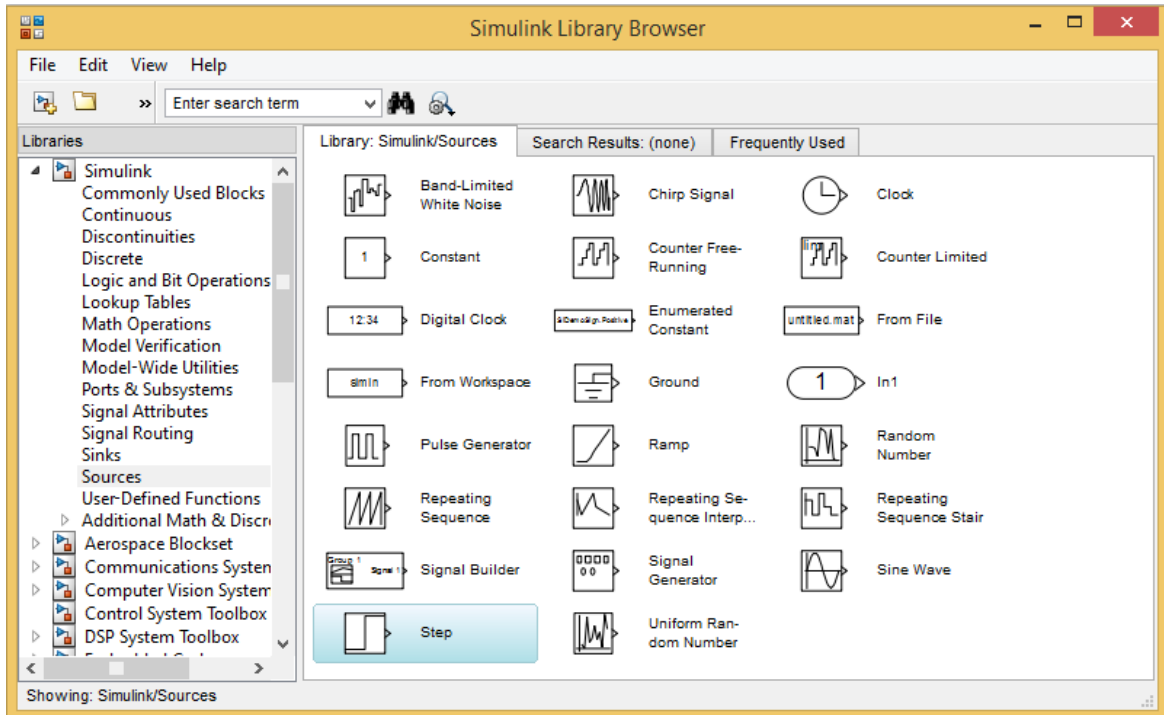 Simulink Library Browser
File Edit View Help
» Enter search term
Libraries
Simulink
Commonly Used Blocks
Continuous
Discontinuities
Discrete
Logic and Bit Operations
Lookup Tables
Math Operations
Model Verification
Model-Wide Utilities
Ports & Subsystems
Signal Attributes
Signal Routing
Sinks
Sources
User-Defined Functions
Additional Math & Discr
Aerospace Blockset
Communications System
Computer Vision System
Control System Toolbox
DSP System Toolbox
Library: Simulink/Sources Search Results: (none) Frequently Used
Band-Limited
White Noise
Chirp Signal
Clock
1 Constant
Counter Free-
Running
lim Counter Limited
12:34 Digital Clock
Enumerated
Constant
untitled.mat From File
simin From Workspace
Ground
1 In1
Pulse Generator
Ramp
Random
Number
Repeating
Sequence
Repeating Se-
quence Interp...
Repeating
Sequence Stair
Group 1
Signal 1 Signal Builder
Signal
Generator
Sine Wave
Step
Uniform Ran-
dom Number
Showing: Simulink/Sources